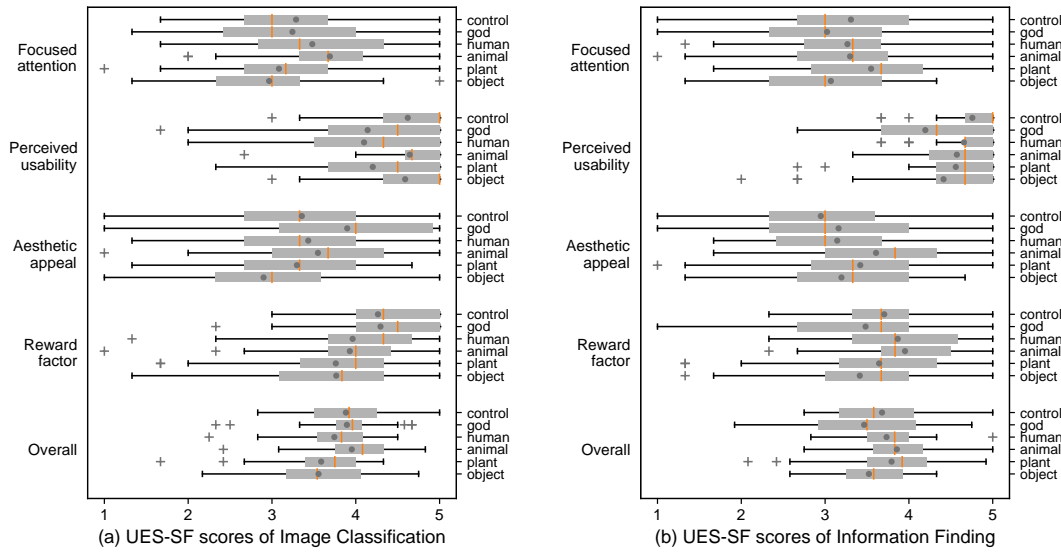 Focused
attention
control
god
human
animal
plant
object
Perceived
usability
control
god
human
animal
plant
object
Aesthetic
appeal
control
god
human
animal
plant
object
Reward
factor
control
god
human
animal
plant
object
Overall
control
god
human
animal
plant
object
1 2 3 4 5
(a) UES-SF scores of Image Classification
Focused
attention
control
god
human
animal
plant
object
Perceived
usability
control
god
human
animal
plant
object
Aesthetic
appeal
control
god
human
animal
plant
object
Reward
factor
control
god
human
animal
plant
object
Overall
control
god
human
animal
plant
object
1 2 3 4 5
(b) UES-SF scores of Information Finding